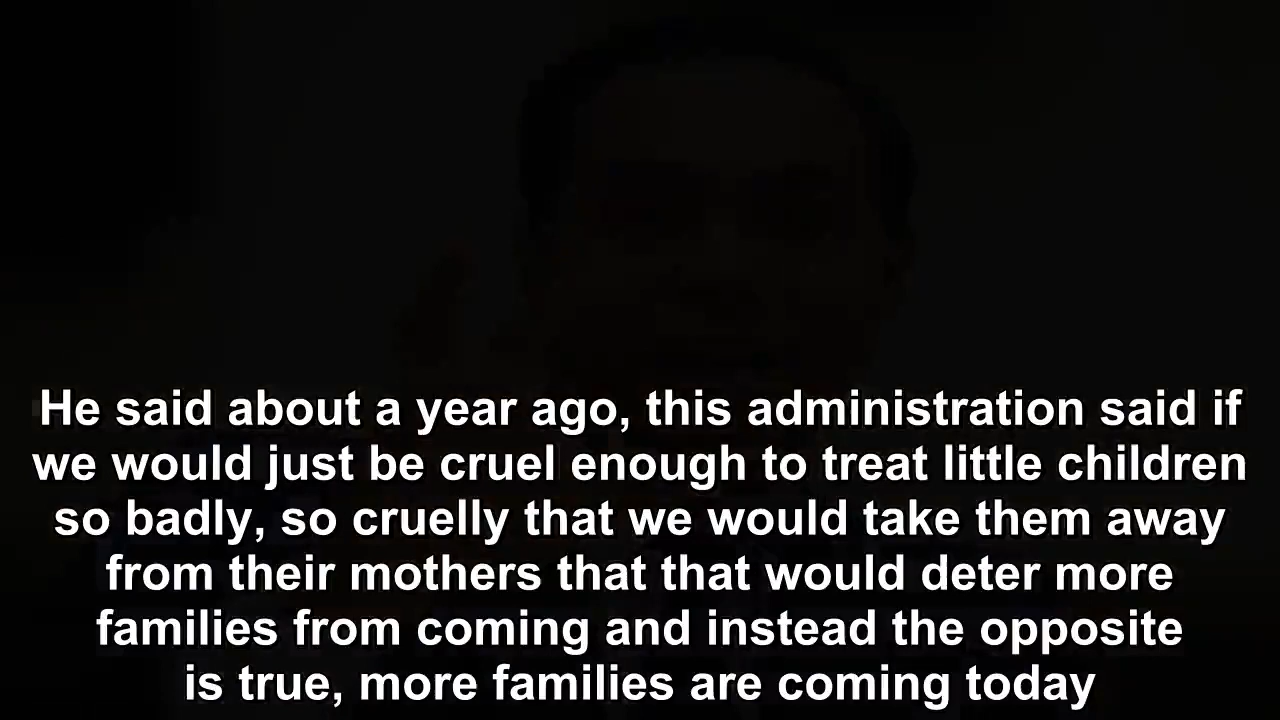 He said about a year ago, this administration said if
we would just be cruel enough to treat little children
so badly, so cruelly that we would take them away
from their mothers that that would deter more
families from coming and instead the opposite
is true, more families are coming today